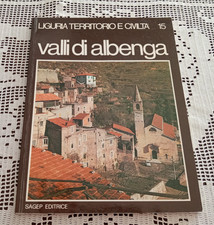 LIGURIA TERRITORIO E CIVILTÀ 15
valli di albenga
SAGEP EDITRICE